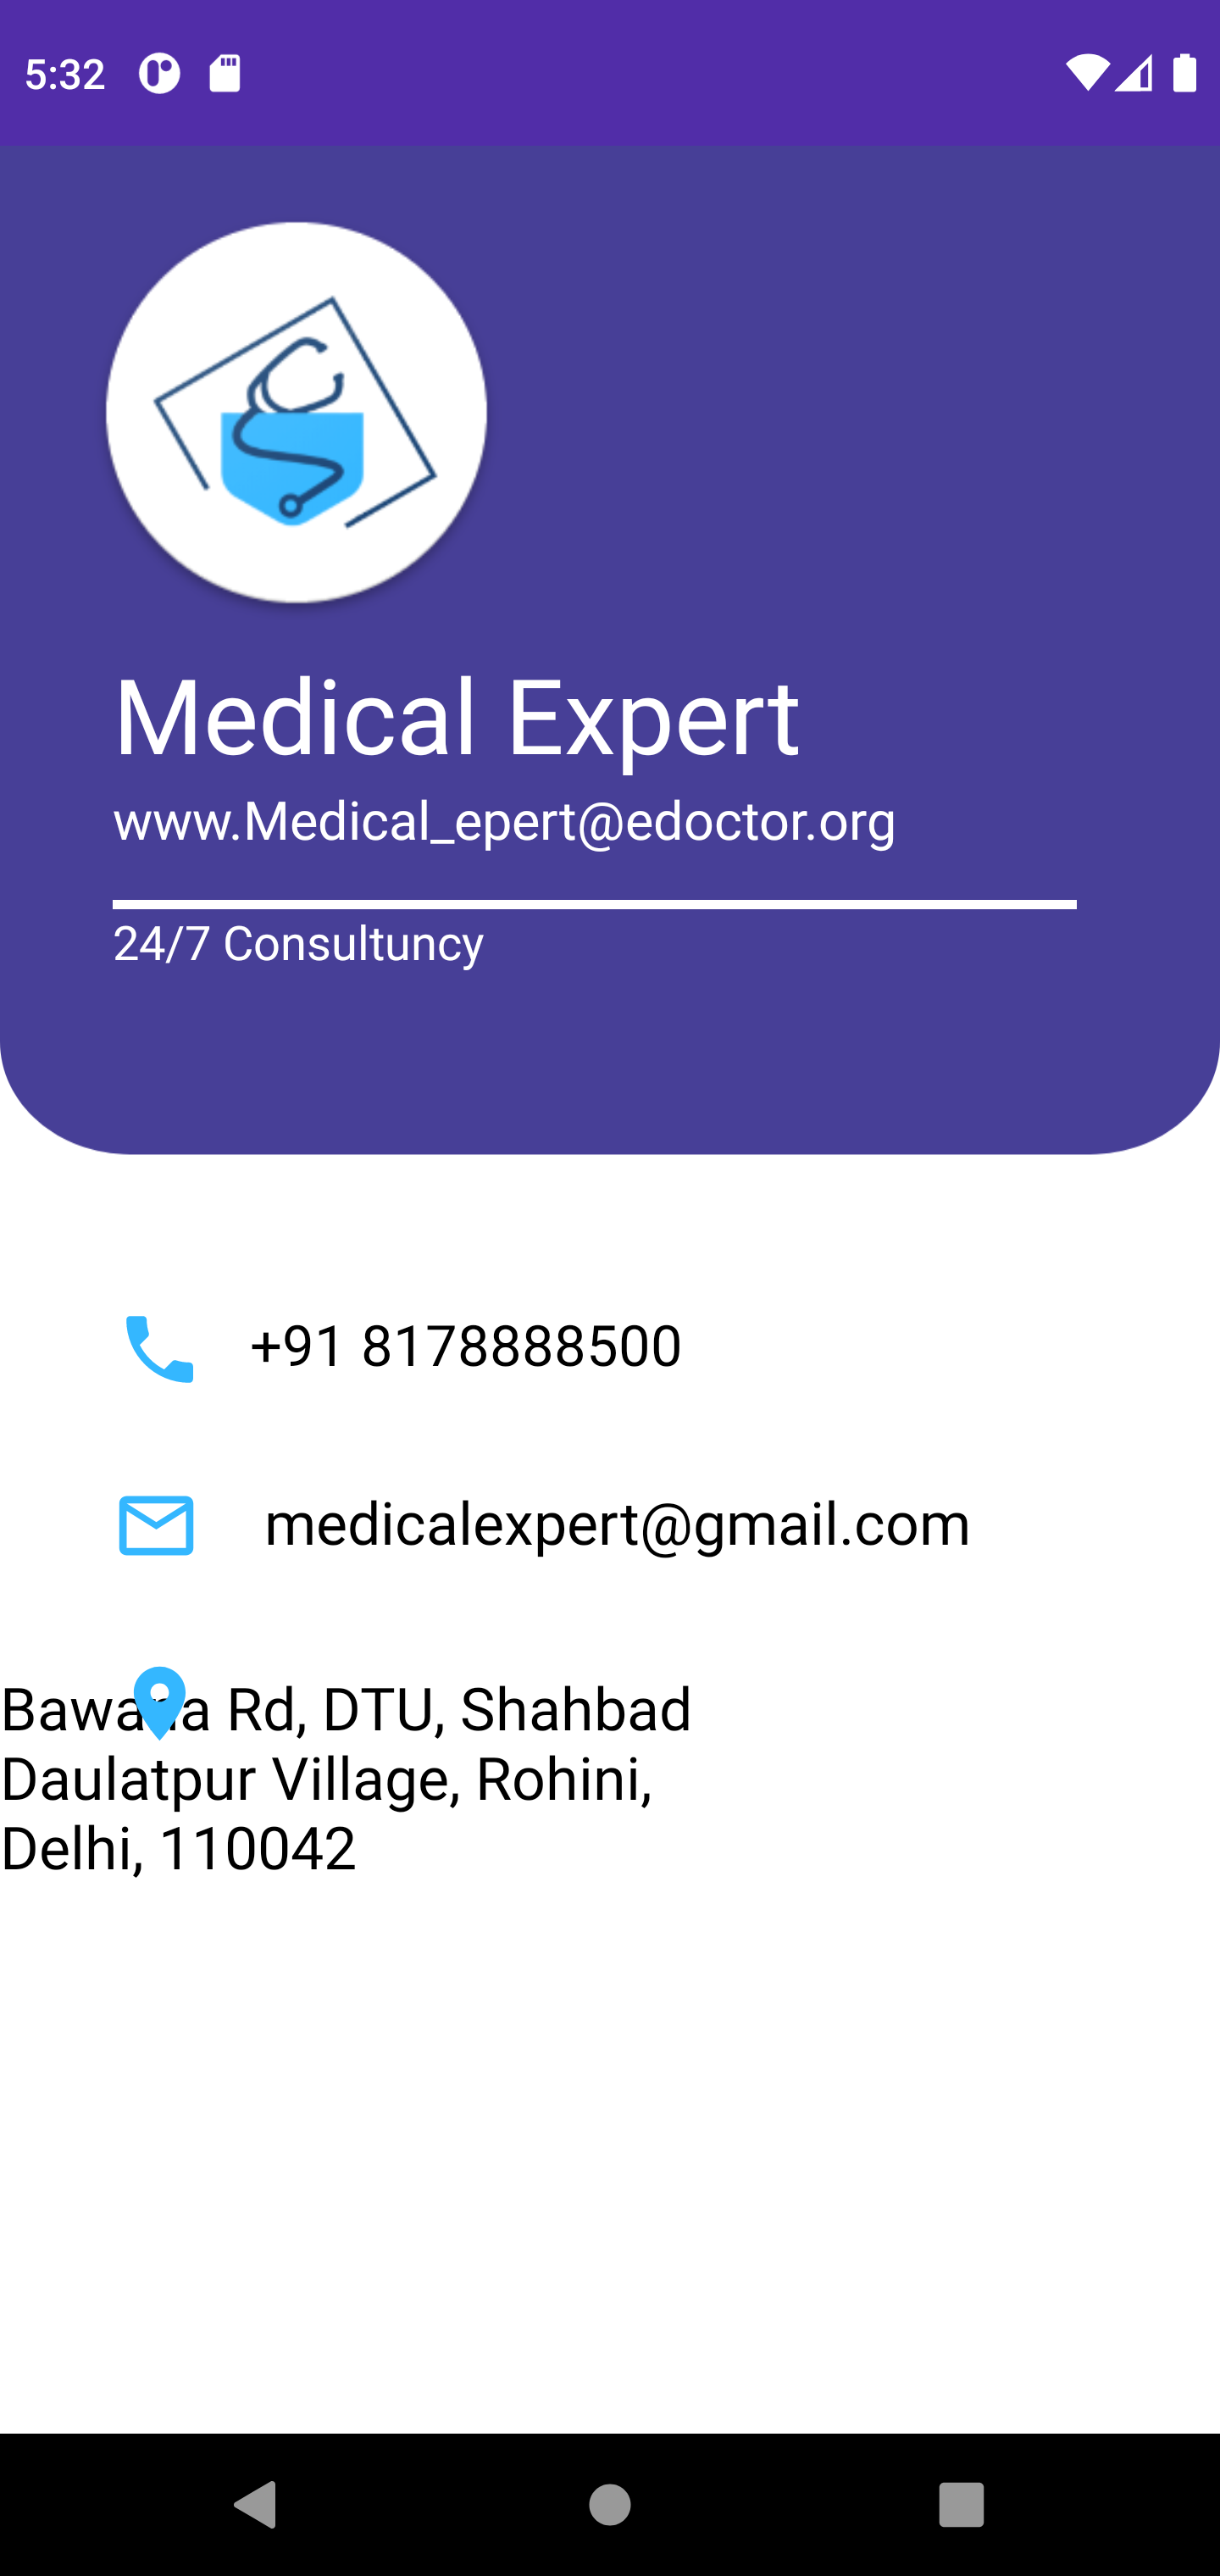 5:32
Medical Expert
www.Medical_epert@edoctor.org
24/7 Consultuncy
+91 8178888500
medicalexpert@gmail.com
Bawana Rd, DTU, Shahbad
Daulatpur Village, Rohini,
Delhi, 110042